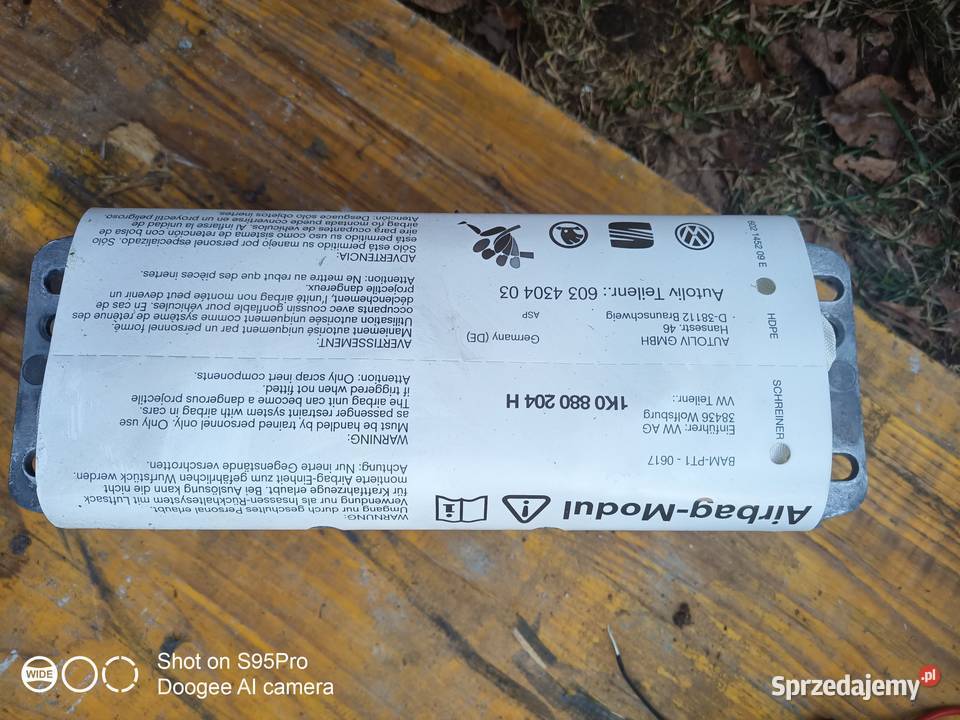 Airbag-Modul
BAM-PT1 - 0617
Einführer: VW AG
38436 Wolfsburg
VW Teilenr.:
1K0 880 204 H
AUTOLIV GMBH
Hansestr. 46
D-38112 Braunschweig
Germany (DE)
ASP
Autoliv Teilenr.: 603 4304 03
WARNUNG:
Umgang nur durch geschultes Personal erlaubt.
Verwendung nur als Insassen-Rückhaltesystem mit Luftsack
für Kraftfahrzeuge erlaubt. Bei Auslösung kann die nicht
montierte Airbag-Einheit zum gefährlichen Wurfstück werden.
Achtung: Nur inerte Gegenstände verschrotten.
WARNING:
Must be handled by trained personnel only. Only use
as passenger restraint system with airbag in cars.
The airbag unit can become a dangerous projectile
if triggered when not fitted.
Attention: Only scrap inert components.
AVERTISSEMENT:
Maniement autorisé uniquement par un personnel formé.
Utilisation autorisée uniquement comme système de retenue des
occupants avec coussin gonflable pour véhicules. En cas de
déclenchement, l'unité airbag non montée peut devenir un
projectile dangereux.
Attention: Ne mettre au rebut que des pièces inertes.
ADVERTENCIA:
Sólo está permitido su manejo por personal especializado. Sólo
está permitido su uso como sistema de retención con bolsa de
aire para ocupantes de vehículos. Al inflarse la unidad de
airbag no montada puede convertirse en un proyectil peligroso.
Atención: Desguace sólo objetos inertes.
SCHREINER
HDPE
602 1452 09 E
WIDE
Shot on S95Pro
Doogee AI camera
Sprzedajemy.pl